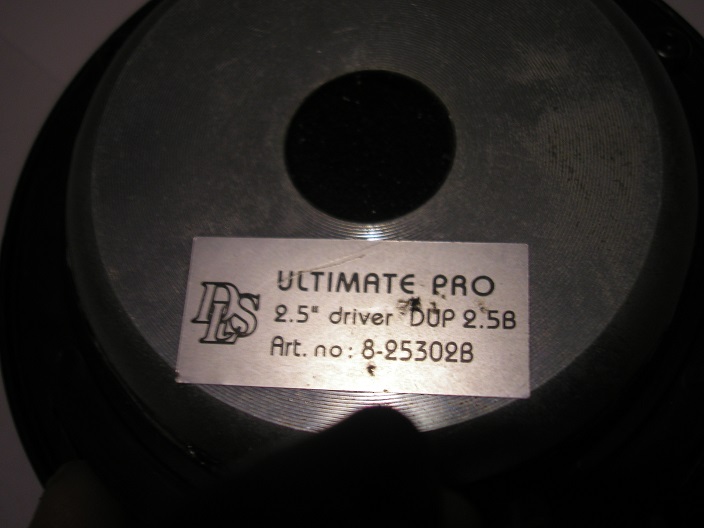 DLS
ULTIMATE PRO
2.5" driver DUP 2.5B
Art. no: 8-25302B